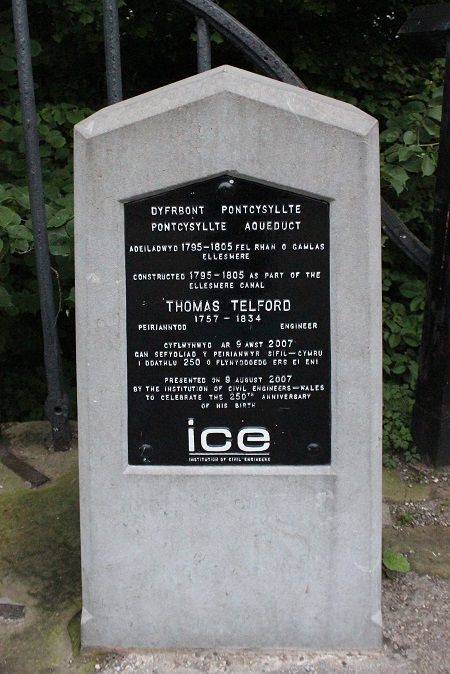 DYFRBONT PONTCYSYLLTE
PONTCYSYLLTE AQUEDUCT
ADEILADWYD 1795-1805 FEL RHAN O GAMLAS
ELLESMERE
CONSTRUCTED 1795-1805 AS PART OF THE
ELLESMERE CANAL
THOMAS TELFORD
1757 - 1834
PEIRIANNYDD ENGINEER
CYFLWYNWYD AR 9 AWST 2007
GAN SEFYDLIAD Y PEIRIANWYR SIFIL-CYMRU
I DDATHLU 250 O FLYNYDDOEDD ERS EI ENI
PRESENTED ON 9 AUGUST 2007
BY THE INSTITUTION OF CIVIL ENGINEERS-WALES
TO CELEBRATE THE 250TH ANNIVERSARY
OF HIS BIRTH
ice
INSTITUTION OF CIVIL ENGINEERS